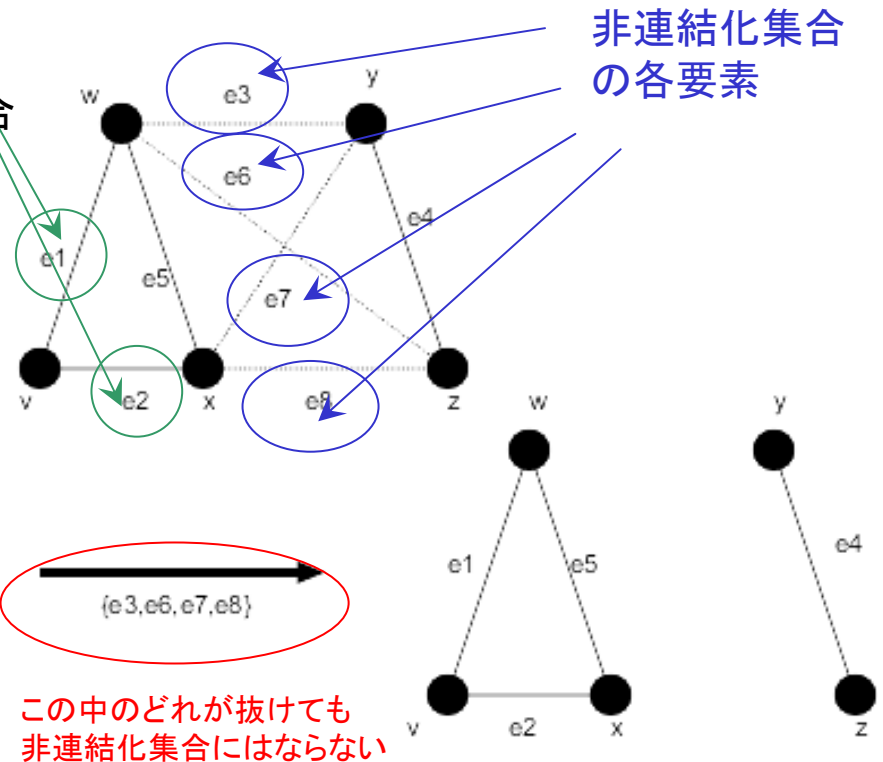 非連結化集合
の各要素
合
w
e3
y
e6
e1
e5
e4
e7
v
e2
x
e8
z
w
y
{e3,e6,e7,e8}
e1
e5
e4
この中のどれが抜けても
非連結化集合にはならない
v
e2
x
z